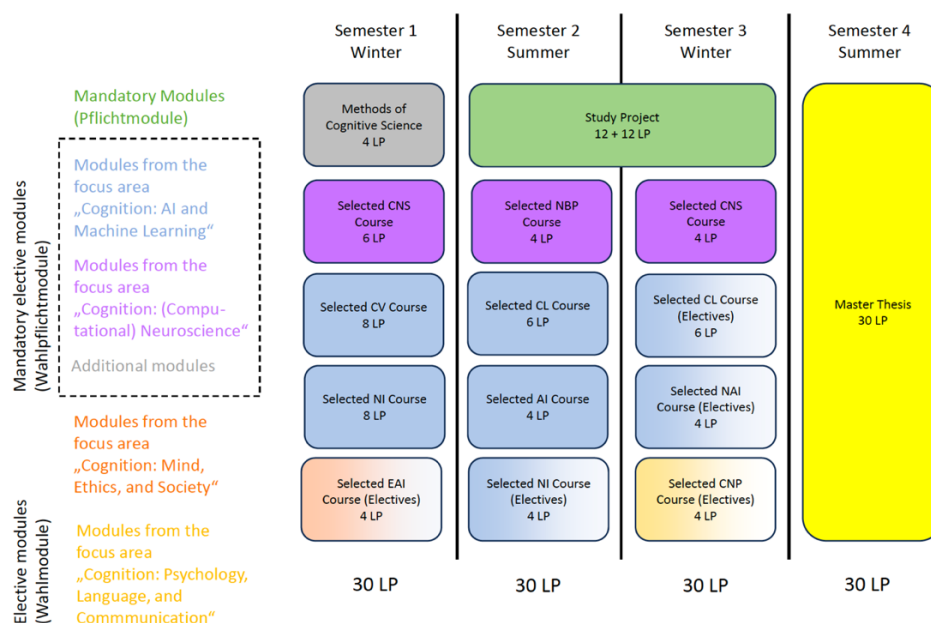 Semester 1
Winter
Semester 2
Summer
Semester 3
Winter
Semester 4
Summer
Mandatory Modules
(Pflichtmodule)
Methods of
Cognitive Science
4 LP
Study Project
12 + 12 LP
Mandatory elective modules
(Wahlpflichtmodule)
Modules from the
focus area
„Cognition: AI and
Machine Learning“
Selected CNS
Course
6 LP
Selected NBP
Course
4 LP
Selected CNS
Course
4 LP
Modules from the
focus area
„Cognition: (Compu-
tational) Neuroscience“
Selected CV Course
8 LP
Selected CL Course
6 LP
Selected CL Course
(Electives)
6 LP
Master Thesis
30 LP
Additional modules
Selected NI Course
8 LP
Selected AI Course
4 LP
Selected NAI
Course (Electives)
4 LP
Modules from the
focus area
„Cognition: Mind,
Ethics, and Society“
Selected EAI
Course (Electives)
4 LP
Selected NI Course
(Electives)
4 LP
Selected CNP
Course (Electives)
4 LP
Elective modules
(Wahlmodule)
Modules from the
focus area
„Cognition: Psychology,
Language, and
Commmunication“
30 LP
30 LP
30 LP
30 LP